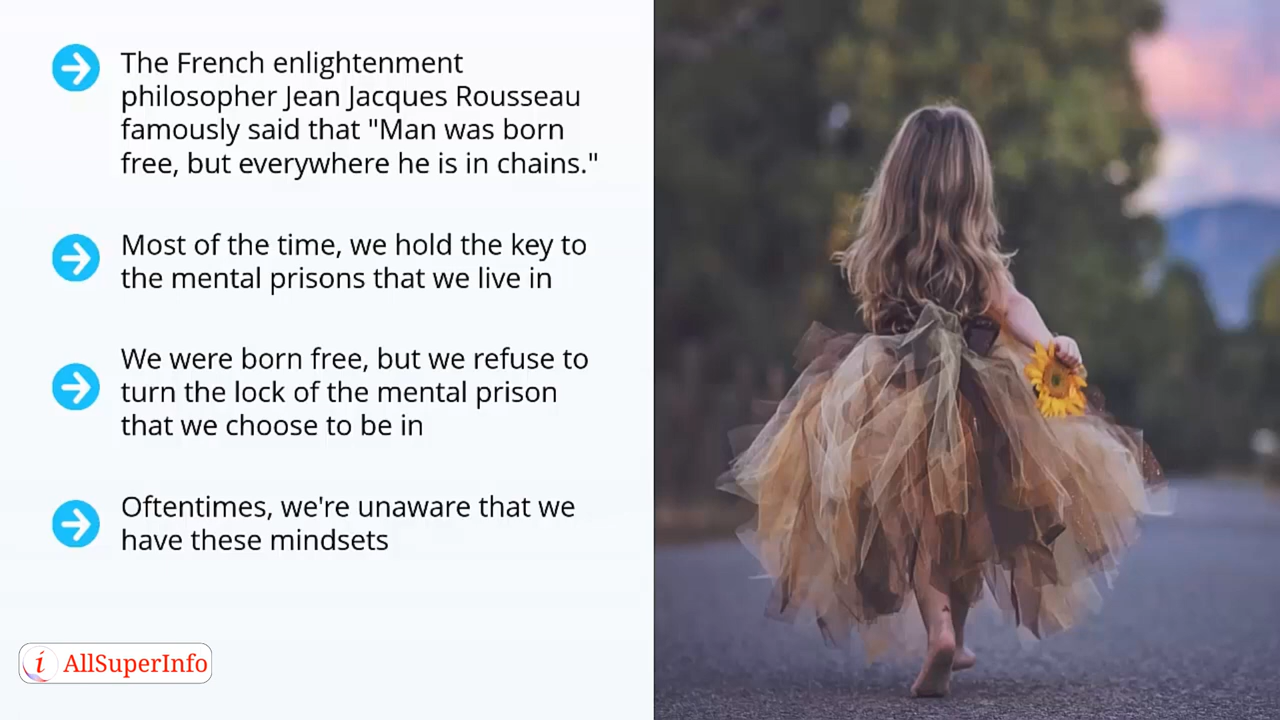 The French enlightenment
philosopher Jean Jacques Rousseau
famously said that "Man was born
free, but everywhere he is in chains."
Most of the time, we hold the key to
the mental prisons that we live in
We were born free, but we refuse to
turn the lock of the mental prison
that we choose to be in
Oftentimes, we're unaware that we
have these mindsets
i AllSuperInfo